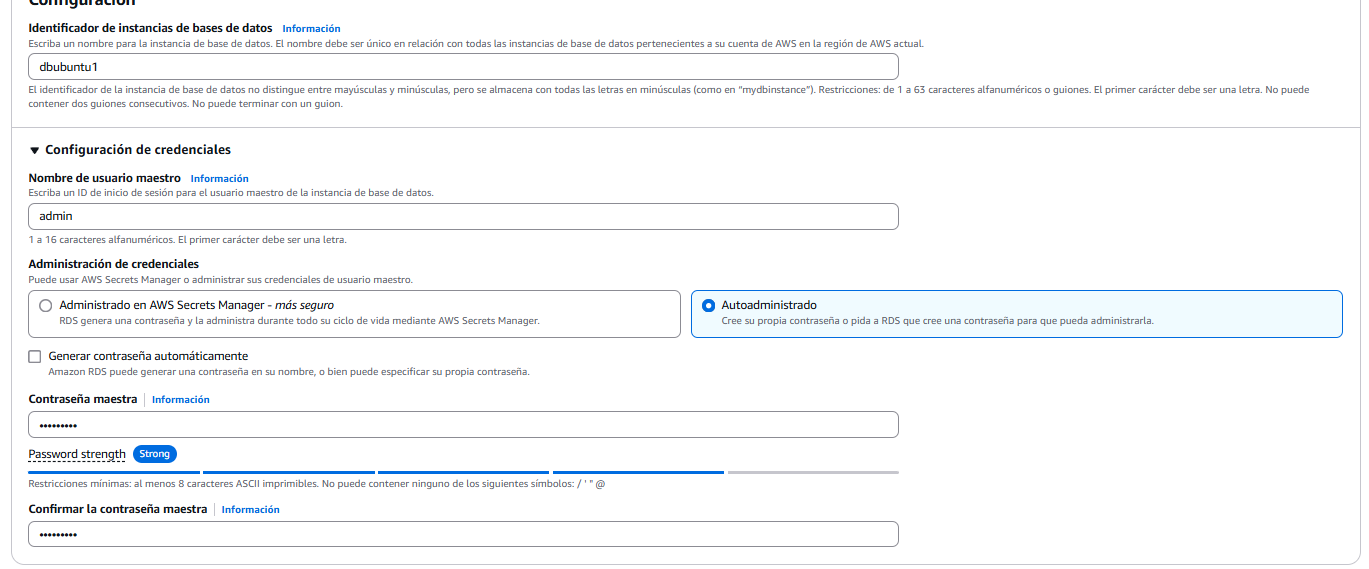 Configuración
Identificador de instancias de bases de datos Información
Escriba un nombre para la instancia de base de datos. El nombre debe ser único en relación con todas las instancias de base de datos pertenecientes a su cuenta de AWS en la región de AWS actual.
dbubuntu1
El identificador de la instancia de base de datos no distingue entre mayúsculas y minúsculas, pero se almacena con todas las letras en minúsculas (como en “mydbinstance”). Restricciones: de 1 a 63 caracteres alfanuméricos o guiones. El primer carácter debe ser una letra. No puede
contener dos guiones consecutivos. No puede terminar con un guion.
▼ Configuración de credenciales
Nombre de usuario maestro Información
Escriba un ID de inicio de sesión para el usuario maestro de la instancia de base de datos.
admin
1 a 16 caracteres alfanuméricos. El primer carácter debe ser una letra.
Administración de credenciales
Puede usar AWS Secrets Manager o administrar sus credenciales de usuario maestro.
Administrado en AWS Secrets Manager - más seguro
RDS genera una contraseña y la administra durante todo su ciclo de vida mediante AWS Secrets Manager.
Autoadministrado
Cree su propia contraseña o pida a RDS que cree una contraseña para que pueda administrarla.
Generar contraseña automáticamente
Amazon RDS puede generar una contraseña en su nombre, o bien puede especificar su propia contraseña.
Contraseña maestra Información
•••••••••
Password strength Strong
Restricciones mínimas: al menos 8 caracteres ASCII imprimibles. No puede contener ninguno de los siguientes símbolos: / ' " @
Confirmar la contraseña maestra Información
•••••••••